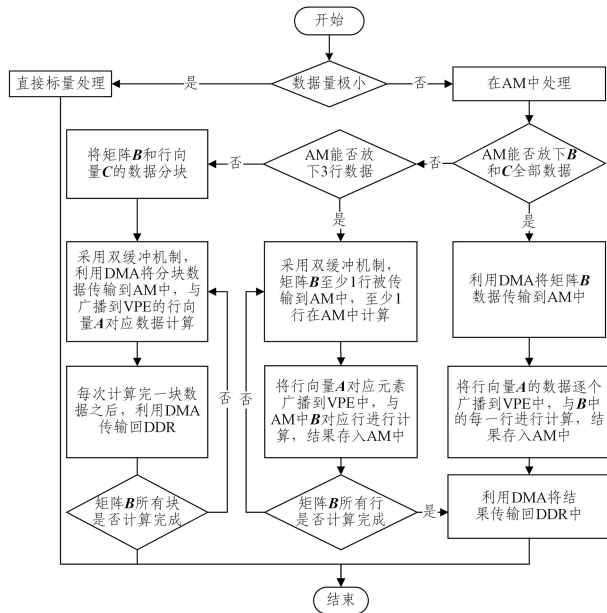 开始
直接标量处理
是
数据量极小
否
在AM中处理
将矩阵B和行向
量C的数据分块
否
AM能否放
下3行数据
否
AM能否放下B
和C全部数据
是
是
采用双缓冲机制,
利用DMA将分块数
据传输到AM中,与
广播到VPE的行向
量A对应数据计算
采用双缓冲机制,
矩阵B至少1行被传
输到AM中,至少1
行在AM中计算
利用DMA将矩阵B
数据传输到AM中
每次计算完一块
数据之后,利用DMA
传输回DDR
否
否
将行向量A对应元素
广播到VPE中,与
AM中B对应行进行计
算,结果存入AM中
将行向量A的数据逐个
广播到VPE中,与B中
的每一行进行计算,结
果存入AM中
矩阵B所有块
是否计算完成
矩阵B所有行
是否计算完成
是
利用DMA将结
果传输回DDR中
结束